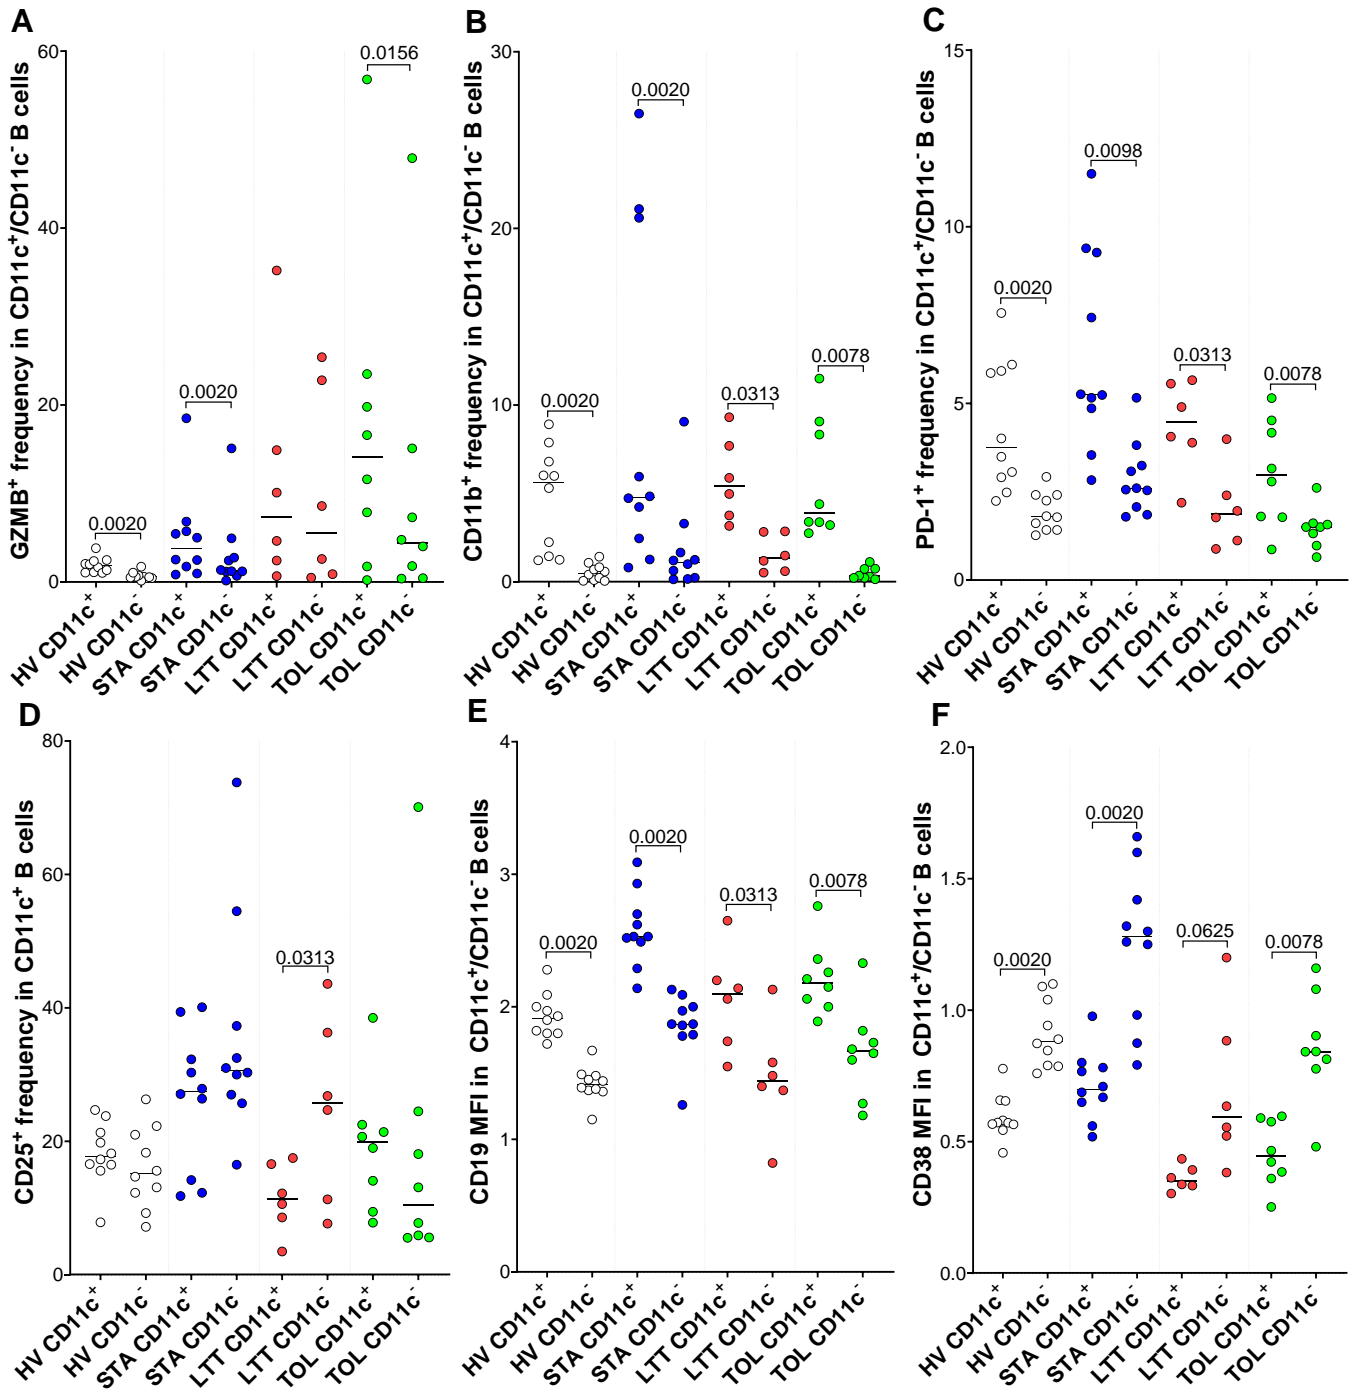 A
GZMB⁺ frequency in CD11c⁺/CD11c⁻ B cells
60
40
20
0
0.0020
0.0020
0.0156
HV CD11c⁺
HV CD11c⁻
STA CD11c⁺
STA CD11c⁻
LTT CD11c⁺
LTT CD11c⁻
TOL CD11c⁺
TOL CD11c⁻
B
CD11b⁺ frequency in CD11c⁺/CD11c⁻ B cells
30
20
10
0
0.0020
0.0020
0.0313
0.0078
HV CD11c⁺
HV CD11c⁻
STA CD11c⁺
STA CD11c⁻
LTT CD11c⁺
LTT CD11c⁻
TOL CD11c⁺
TOL CD11c⁻
C
PD-1⁺ frequency in CD11c⁺/CD11c⁻ B cells
15
10
5
0
0.0020
0.0098
0.0313
0.0078
HV CD11c⁺
HV CD11c⁻
STA CD11c⁺
STA CD11c⁻
LTT CD11c⁺
LTT CD11c⁻
TOL CD11c⁺
TOL CD11c⁻
D
CD25⁺ frequency in CD11c⁺ B cells
80
60
40
20
0
0.0313
HV CD11c⁺
HV CD11c⁻
STA CD11c⁺
STA CD11c⁻
LTT CD11c⁺
LTT CD11c⁻
TOL CD11c⁺
TOL CD11c⁻
E
CD19 MFI in CD11c⁺/CD11c⁻ B cells
4
3
2
1
0
0.0020
0.0020
0.0313
0.0078
HV CD11c⁺
HV CD11c⁻
STA CD11c⁺
STA CD11c⁻
LTT CD11c⁺
LTT CD11c⁻
TOL CD11c⁺
TOL CD11c⁻
F
CD38 MFI in CD11c⁺/CD11c⁻ B cells
2.0
1.5
1.0
0.5
0.0
0.0020
0.0020
0.0625
0.0078
HV CD11c⁺
HV CD11c⁻
STA CD11c⁺
STA CD11c⁻
LTT CD11c⁺
LTT CD11c⁻
TOL CD11c⁺
TOL CD11c⁻